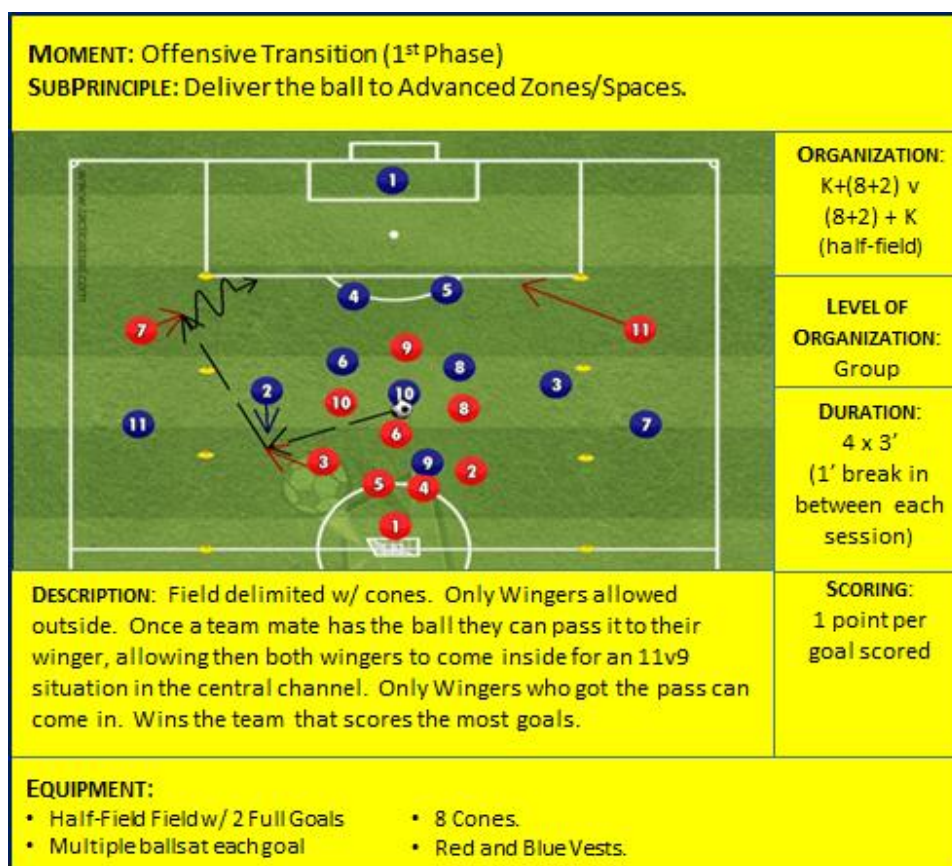 MOMENT: Offensive Transition (1st Phase)
SUBPRINCIPLE: Deliver the ball to Advanced Zones/Spaces.
ORGANIZATION:
K+(8+2) v
(8+2) + K
(half-field)
LEVEL OF
ORGANIZATION:
Group
DURATION:
4 x 3’
(1’ break in
between each
session)
SCORING:
1 point per
goal scored
1
4
5
7
11
9
6
8
2
10
3
10
8
11
7
6
3
9
2
5
4
1
DESCRIPTION: Field delimited w/ cones. Only Wingers allowed
outside. Once a team mate has the ball they can pass it to their
winger, allowing then both wingers to come inside for an 11v9
situation in the central channel. Only Wingers who got the pass can
come in. Wins the team that scores the most goals.
EQUIPMENT:
• Half-Field Field w/ 2 Full Goals
• Multiple balls at each goal
• 8 Cones.
• Red and Blue Vests.